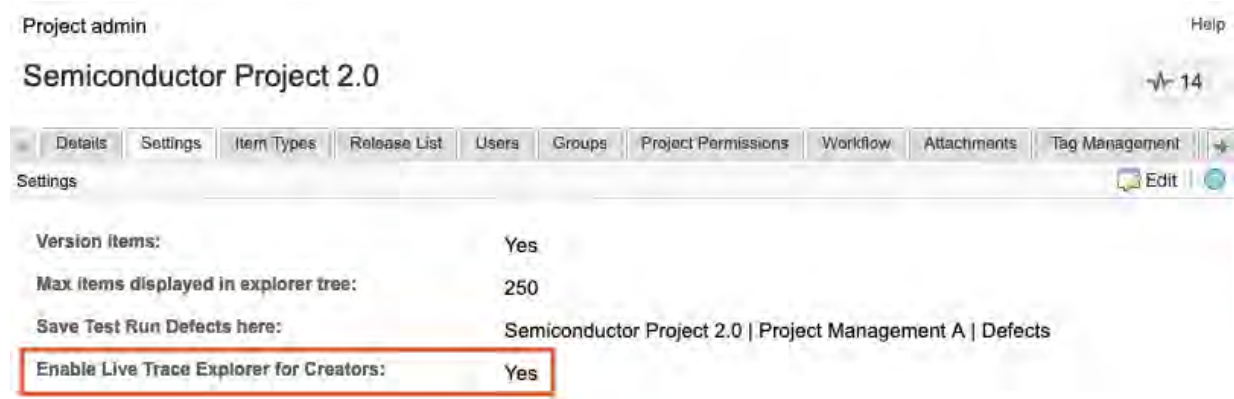 Project admin
Help
Semiconductor Project 2.0
14
Details Settings Item Types Release List Users Groups Project Permissions Workflow Attachments Tag Management
Settings
Edit
Version items: Yes
Max items displayed in explorer tree: 250
Save Test Run Defects here: Semiconductor Project 2.0 | Project Management A | Defects
Enable Live Trace Explorer for Creators: Yes